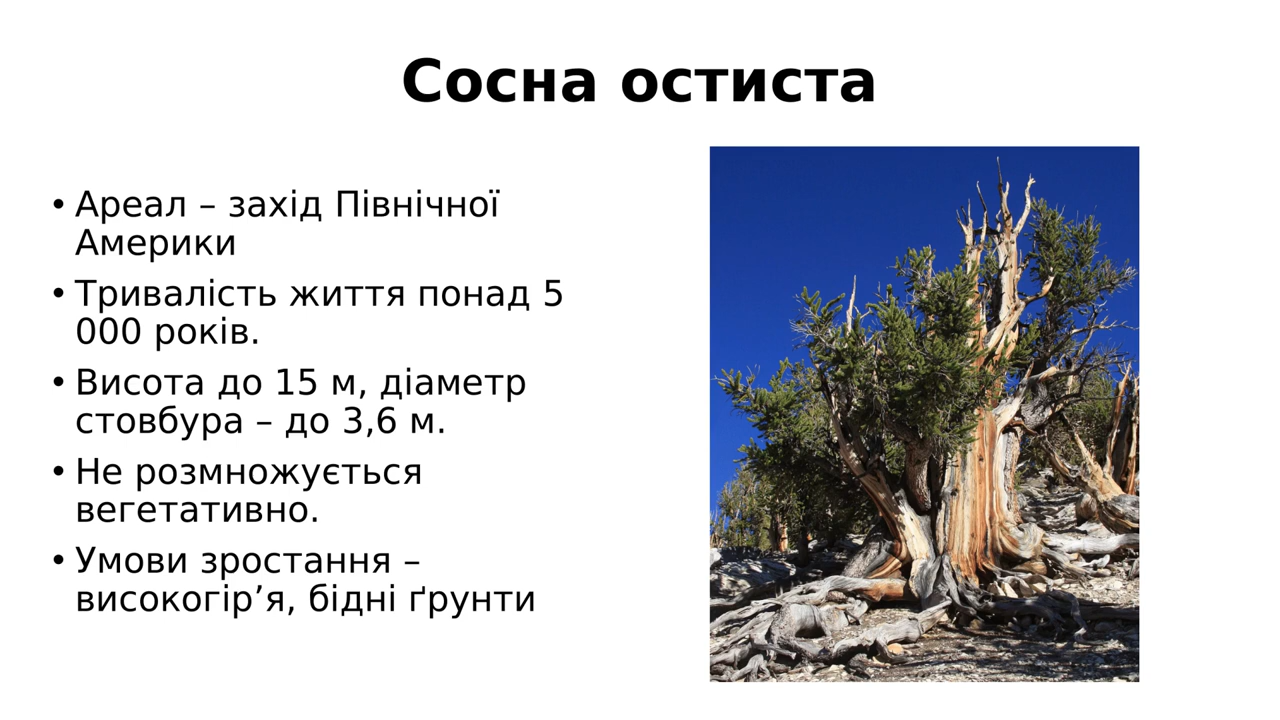 Сосна остиста
• Ареал – захід Північної
Америки
• Тривалість життя понад 5
000 років.
• Висота до 15 м, діаметр
стовбура – до 3,6 м.
• Не розмножується
вегетативно.
• Умови зростання –
високогір’я, бідні ґрунти